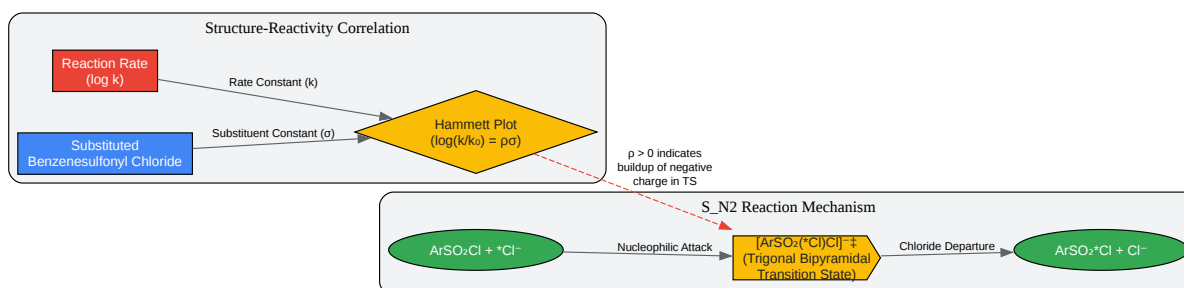 Structure-Reactivity Correlation
Reaction Rate
(log k)
Rate Constant (k)
Substituent Constant (σ)
Substituted
Benzenesulfonyl Chloride
Hammett Plot
(log(k/k₀) = ρσ)
ρ > 0 indicates
buildup of negative
charge in TS
S_N2 Reaction Mechanism
ArSO₂Cl + *Cl⁻
Nucleophilic Attack
[ArSO₂(*Cl)Cl]⁻‡
(Trigonal Bipyramidal
Transition State)
Chloride Departure
ArSO₂*Cl + Cl⁻